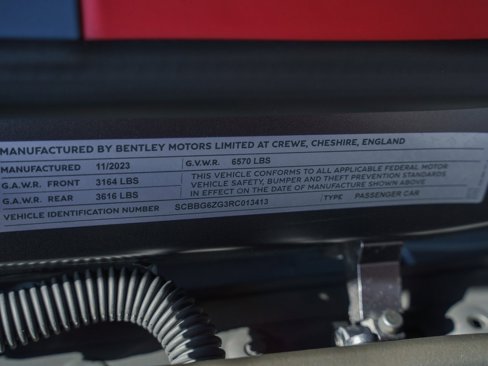 MANUFACTURED BY BENTLEY MOTORS LIMITED AT CREWE, CHESHIRE, ENGLAND
MANUFACTURED 11/2023 G.V.W.R. 6570 LBS
G.A.W.R. FRONT 3164 LBS
G.A.W.R. REAR 3616 LBS
THIS VEHICLE CONFORMS TO ALL APPLICABLE FEDERAL MOTOR
VEHICLE SAFETY, BUMPER AND THEFT PREVENTION STANDARDS
IN EFFECT ON THE DATE OF MANUFACTURE SHOWN ABOVE
VEHICLE IDENTIFICATION NUMBER SCBBG6ZG3RC013413 TYPE PASSENGER CAR